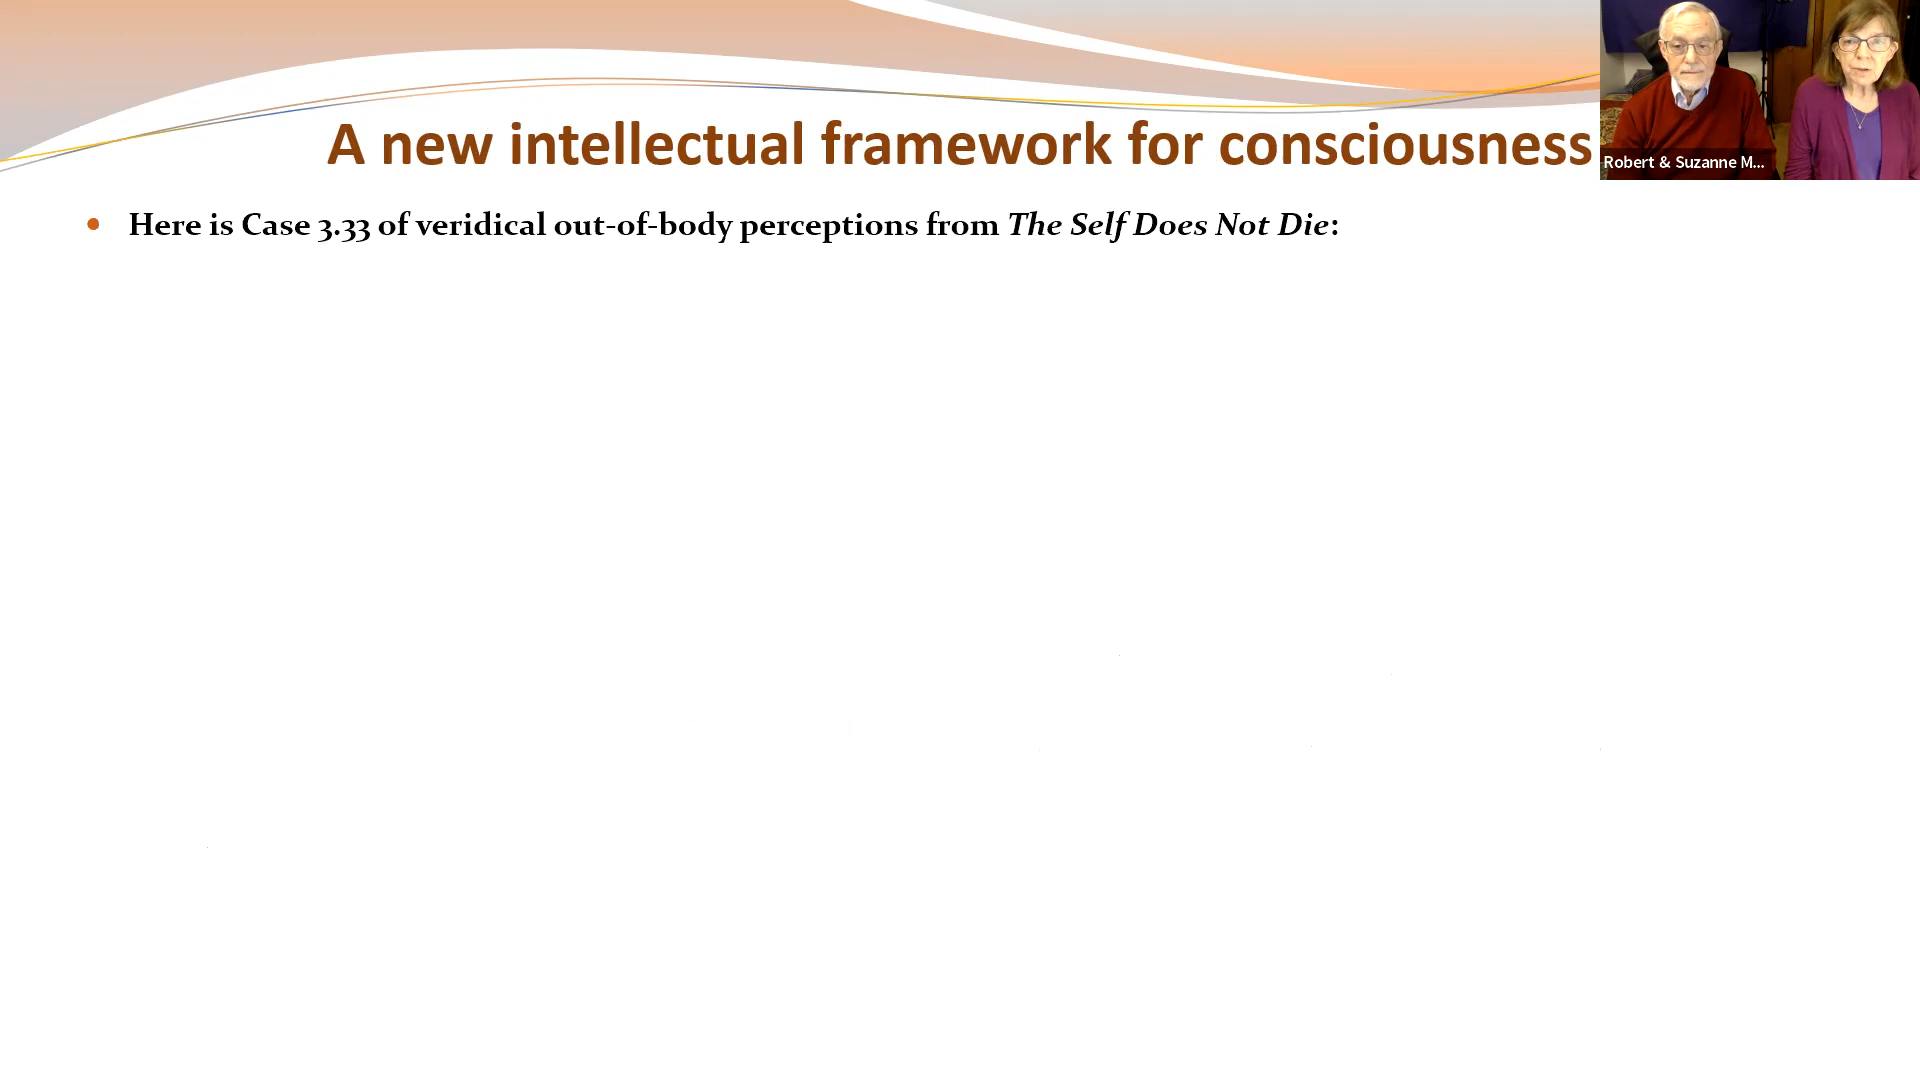 A new intellectual framework for consciousness
Robert & Suzanne M...
• Here is Case 3.33 of veridical out-of-body perceptions from The Self Does Not Die: